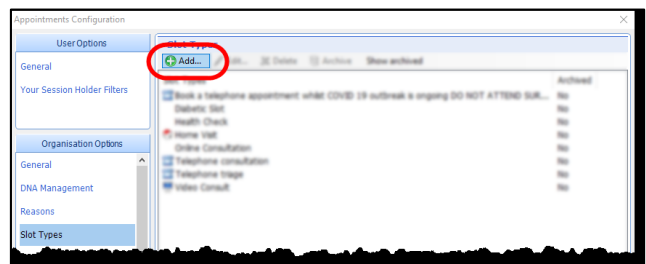 Appointments Configuration
User Options
General
Your Session Holder Filters
Organisation Options
General
DNA Management
Reasons
Slot Types
Slot Types
Add...
Delete
Archive
Show archived
Slot Types
Archived
Book a telephone appointment whilst COVID 19 outbreak is ongoing DO NOT ATTEND SUR...
No
Diabetic Slot
No
Health Check
No
Home Visit
No
Online Consultation
No
Telephone consultation
No
Telephone triage
No
Video Consult
No